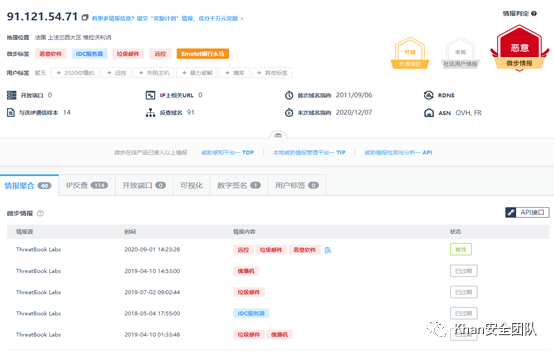 91.121.54.71 有更多情报信息？提交“奖励计划”情报，瓜分千万元奖励 >
情报判定
地理位置 法国 上法兰西大区 格拉沃利讷
微步标签 恶意软件 IDC服务器 垃圾邮件 远控 Emotet银行木马
用户标签 暂无 + 2020你懂的 + 远控 + 失陷主机 + 暴力破解 + 撞库 + 其他标签
可疑
开源情报
未知
社区用户情报
恶意
微步情报
开放端口 0 IP上相关URL 0 首次域名指向 2011/09/06 RDNS
与该IP通信样本 14 反查域名 91 末次域名指向 2020/12/07 ASN OVH, FR
微步在线产品已接入以上情报 威胁感知平台— TDP 本地威胁情报管理平台— TIP 威胁情报检测与分析— API
情报聚合 40 IP反查 114 开放端口 0 可视化 数字签名 1 用户标签 0
微步情报 API接口
情报源 时间 情报内容 状态
ThreatBook Labs 2020-09-01 14:23:28 远控 垃圾邮件 恶意软件 有效
ThreatBook Labs 2019-04-10 14:53:00 傀儡机 已过期
ThreatBook Labs 2019-07-02 09:02:44 垃圾邮件 已过期
ThreatBook Labs 2018-05-04 17:55:00 IDC服务器 已过期
ThreatBook Labs 2019-04-10 01:33:48 垃圾邮件 傀儡机
Khan安全团队